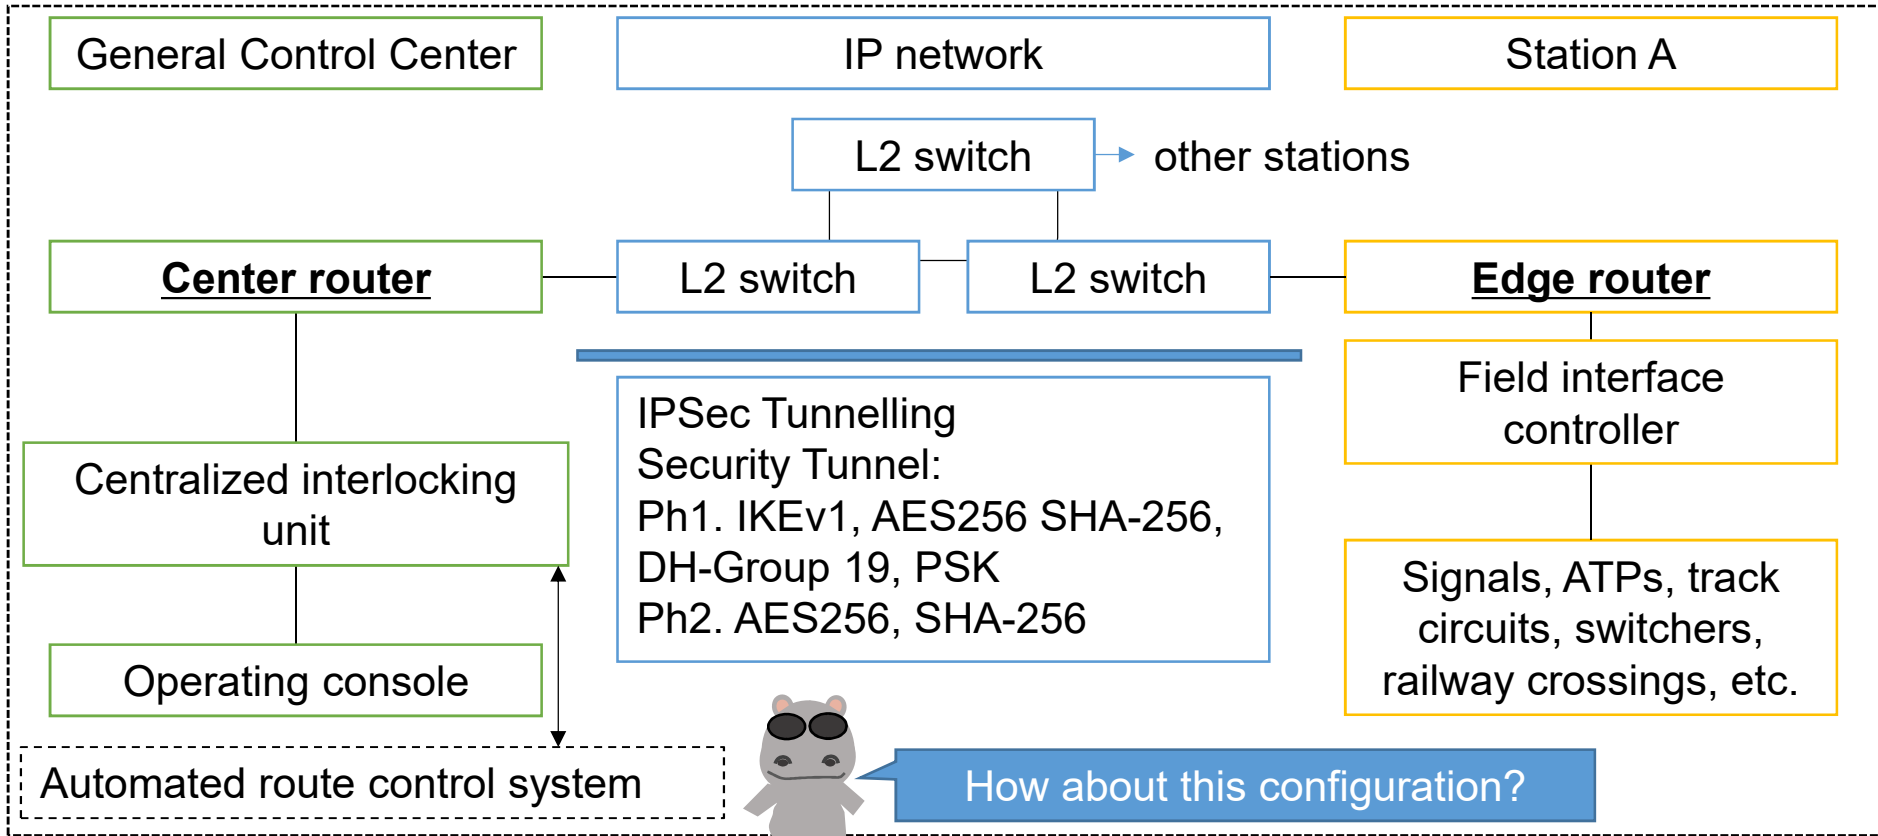 General Control Center
IP network
Station A
L2 switch
other stations
Center router
L2 switch
L2 switch
Edge router
Field interface
controller
IPSec Tunnelling
Security Tunnel:
Ph1. IKEv1, AES256 SHA-256,
DH-Group 19, PSK
Ph2. AES256, SHA-256
Centralized interlocking
unit
Signals, ATPs, track
circuits, switchers,
railway crossings, etc.
Operating console
Automated route control system
How about this configuration?